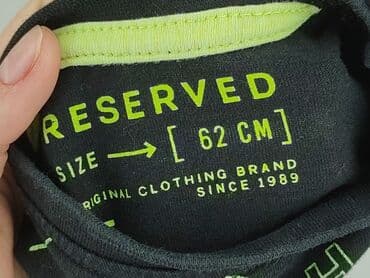 RESERVED
SIZE → [ 62 CM ]
ORIGINAL CLOTHING BRAND
SINCE 1989